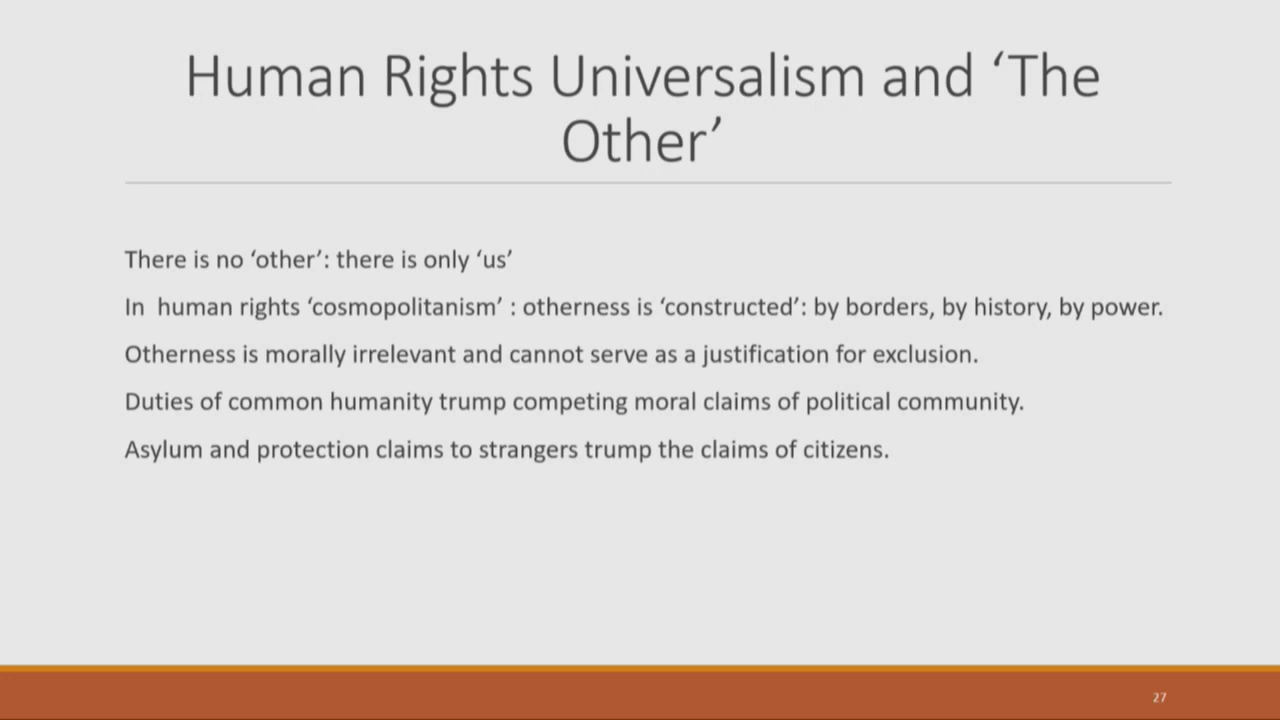 Human Rights Universalism and ‘The
Other’
There is no ‘other’: there is only ‘us’
In  human rights ‘cosmopolitanism’ : otherness is ‘constructed’: by borders, by history, by power.
Otherness is morally irrelevant and cannot serve as a justification for exclusion.
Duties of common humanity trump competing moral claims of political community.
Asylum and protection claims to strangers trump the claims of citizens.
27